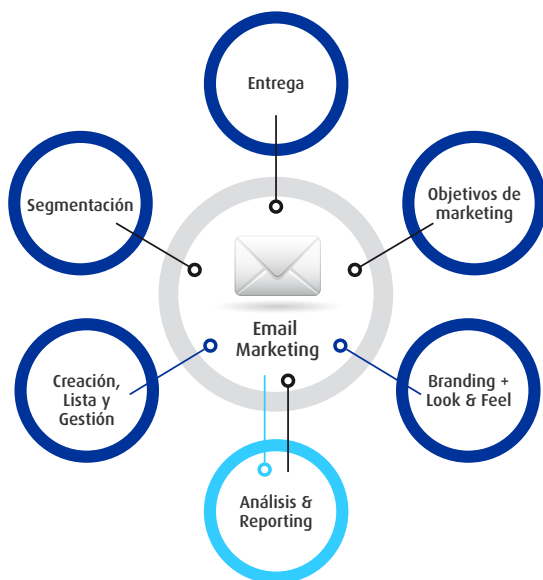 Entrega
Segmentación
Objetivos de
marketing
Email
Marketing
Creación,
Lista y
Gestión
Branding +
Look & Feel
Análisis &
Reporting